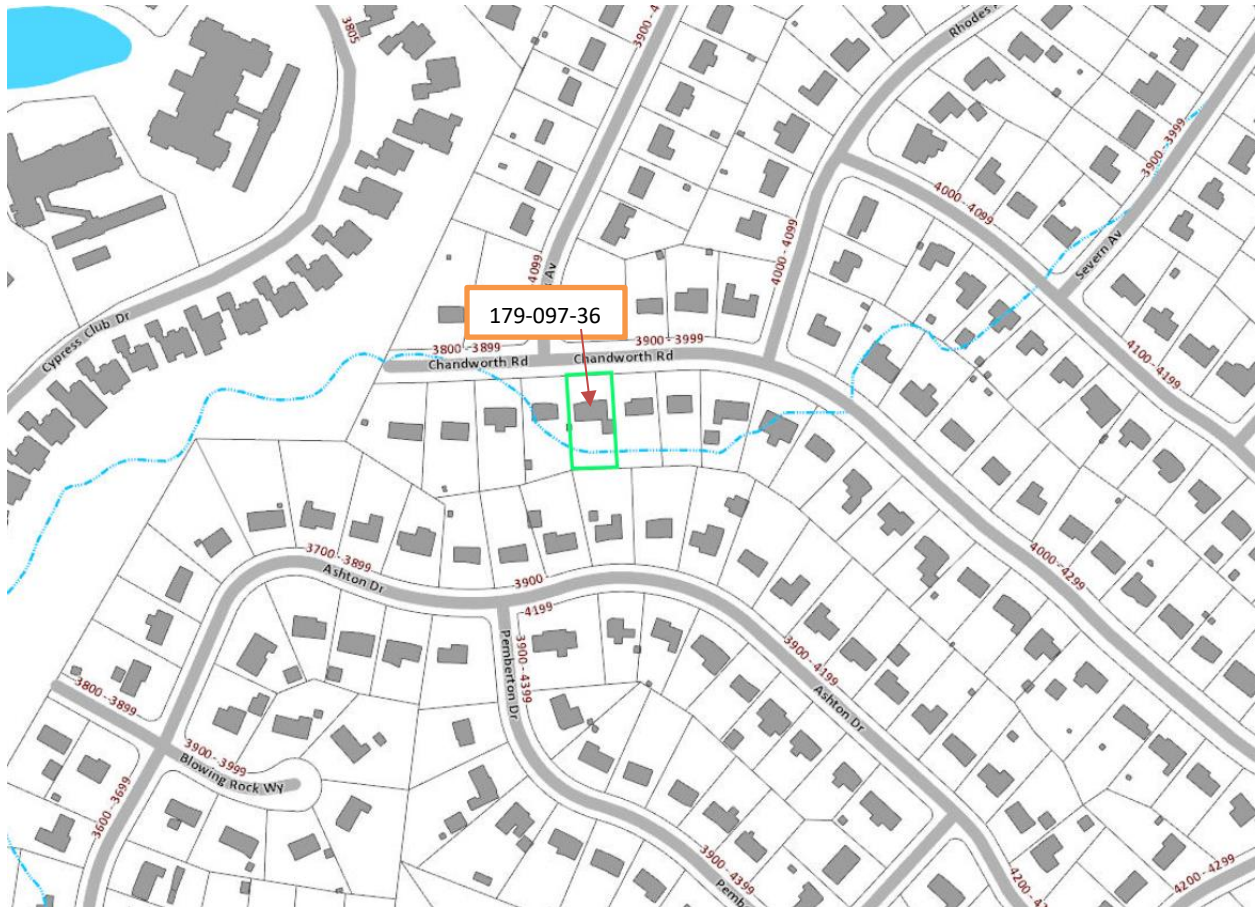 3805
3900 - 4
Rhodes
3900 - 3999
4000 - 4099
Severn Av
4099
Av
4000 - 4099
179-097-36
Cypress Club Dr
3800 - 3899
3900 - 3999
Chandworth Rd
Chandworth Rd
4100 - 4199
3700 - 3899
Ashton Dr
3900
4199
4000 - 4299
Pemberton Dr
3900 - 4399
3900 - 4199
Ashton Dr
3800 - 3899
3900 - 3999
Blowing Rock Wy
3600 - 3699
3900 - 4399
Pemb
4200 - 42
4200 - 4299